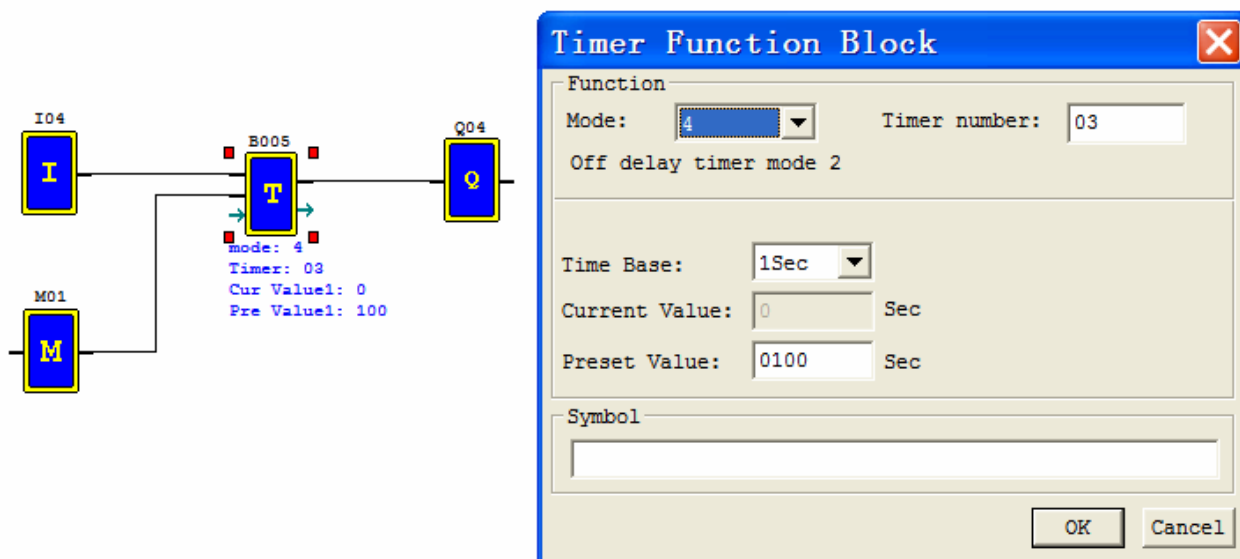 I04
I
B005
T
Q04
Q
mode: 4
Timer: 03
Cur Value1: 0
Pre Value1: 100
M01
M
Timer Function Block
Function
Mode: 4 Timer number: 03
Off delay timer mode 2
Time Base: 1Sec
Current Value: 0 Sec
Preset Value: 0100 Sec
Symbol
OK Cancel